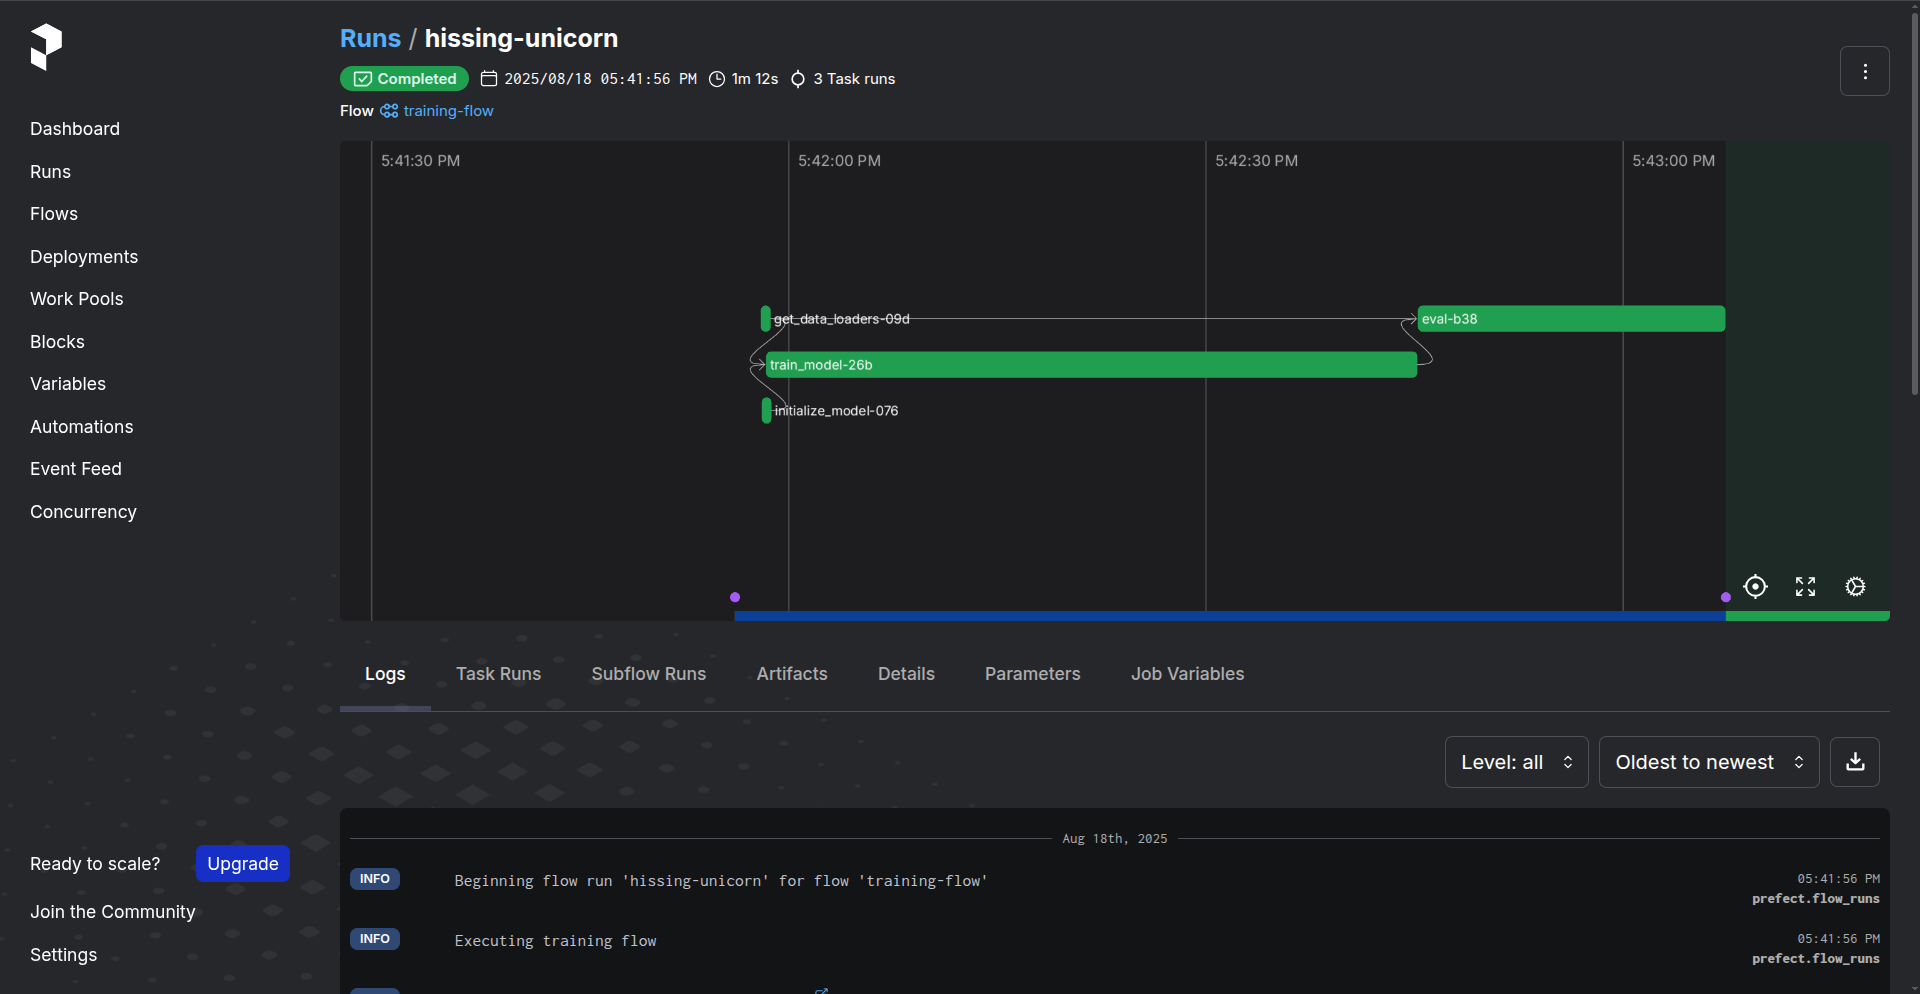 Runs / hissing-unicorn
Completed 2025/08/18 05:41:56 PM 1m 12s 3 Task runs
Flow training-flow
Dashboard
Runs
Flows
Deployments
Work Pools
Blocks
Variables
Automations
Event Feed
Concurrency
Ready to scale? Upgrade
Join the Community
Settings
5:41:30 PM 5:42:00 PM 5:42:30 PM 5:43:00 PM
get_data_loaders-09d eval-b38
train_model-26b
initialize_model-076
Logs Task Runs Subflow Runs Artifacts Details Parameters Job Variables
Level: all Oldest to newest
Aug 18th, 2025
INFO Beginning flow run 'hissing-unicorn' for flow 'training-flow' 05:41:56 PM
prefect.flow_runs
INFO Executing training flow 05:41:56 PM
prefect.flow_runs